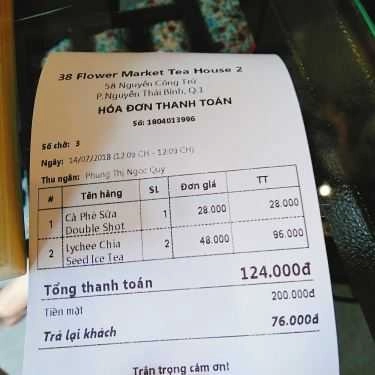 38 Flower Market Tea House 2
58 Nguyễn Công Trứ
P.Nguyễn Thái Bình, Q.1
HÓA ĐƠN THANH TOÁN
Số: 1804013996
Số chờ: 3
Ngày: 14/07/2018 (12:09 CH - 12:09 CH)
Thu ngân: Phung Thị Ngọc Quý
# Tên hàng SL Đơn giá TT
1 Cà Phê Sữa Double Shot 1 28.000 28.000
2 Lychee Chia Seed Ice Tea 2 48.000 96.000
Tổng thanh toán 124.000đ
Tiền mặt 200.000đ
Trả lại khách 76.000đ
Trân trọng cảm ơn!